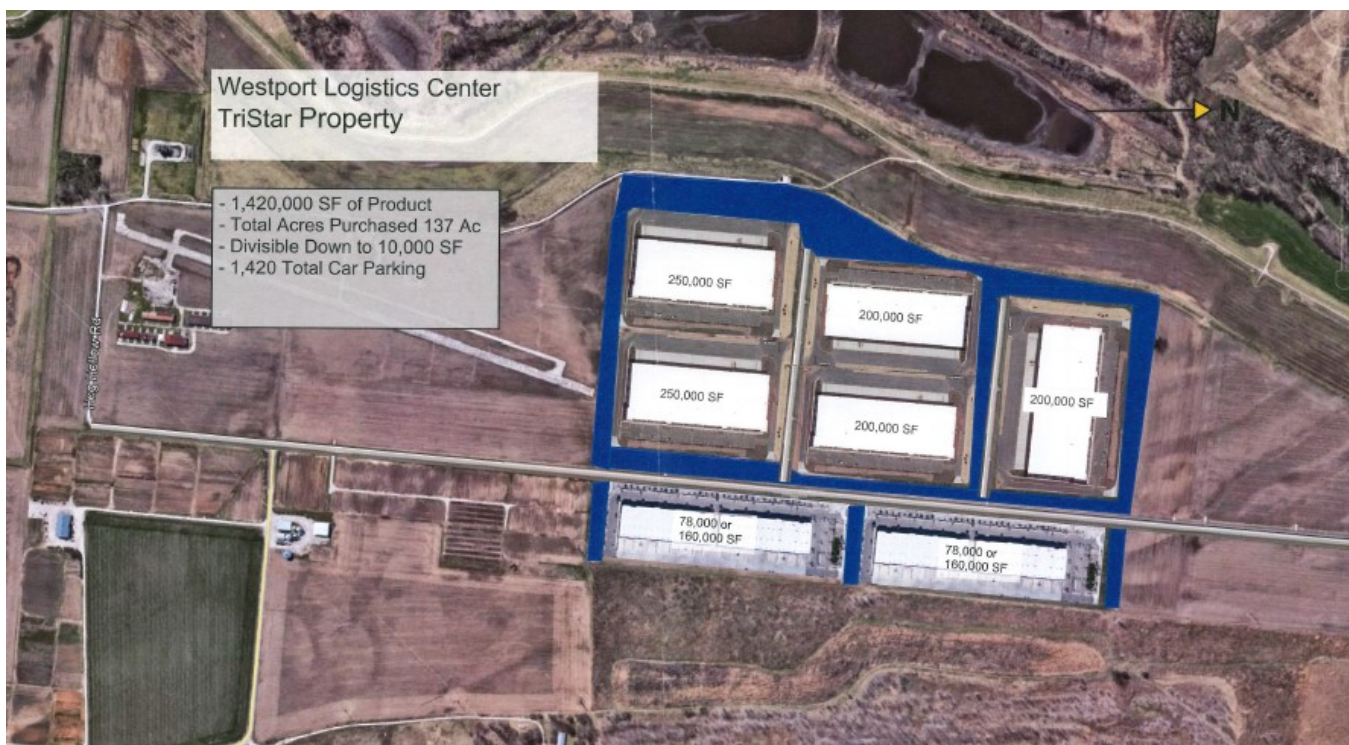 Westport Logistics Center
TriStar Property
N
- 1,420,000 SF of Product
- Total Acres Purchased 137 Ac
- Divisible Down to 10,000 SF
- 1,420 Total Car Parking
250,000 SF
200,000 SF
250,000 SF
200,000 SF
200,000 SF
78,000 or
160,000 SF
78,000 or
160,000 SF